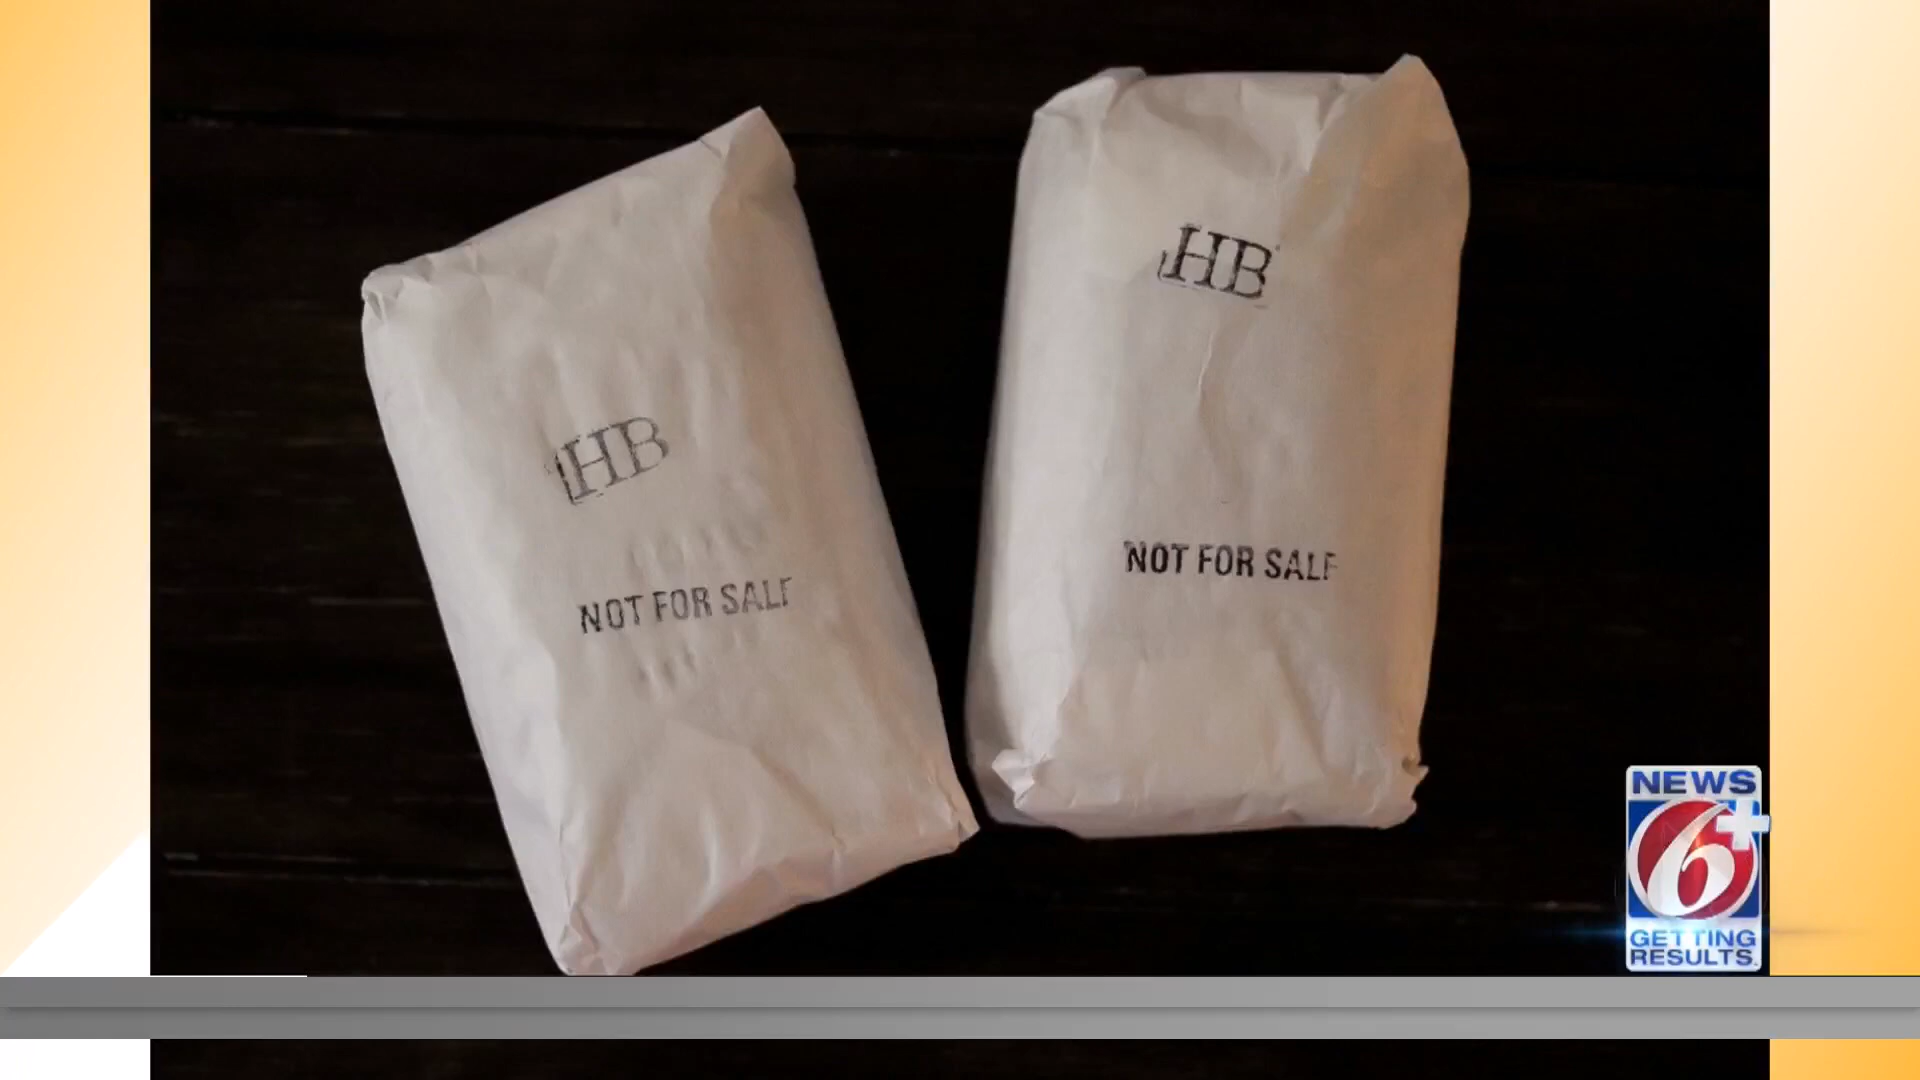 HB
NOT FOR SALE
HB
NOT FOR SALE
NEWS
6+
GETTING
RESULTS